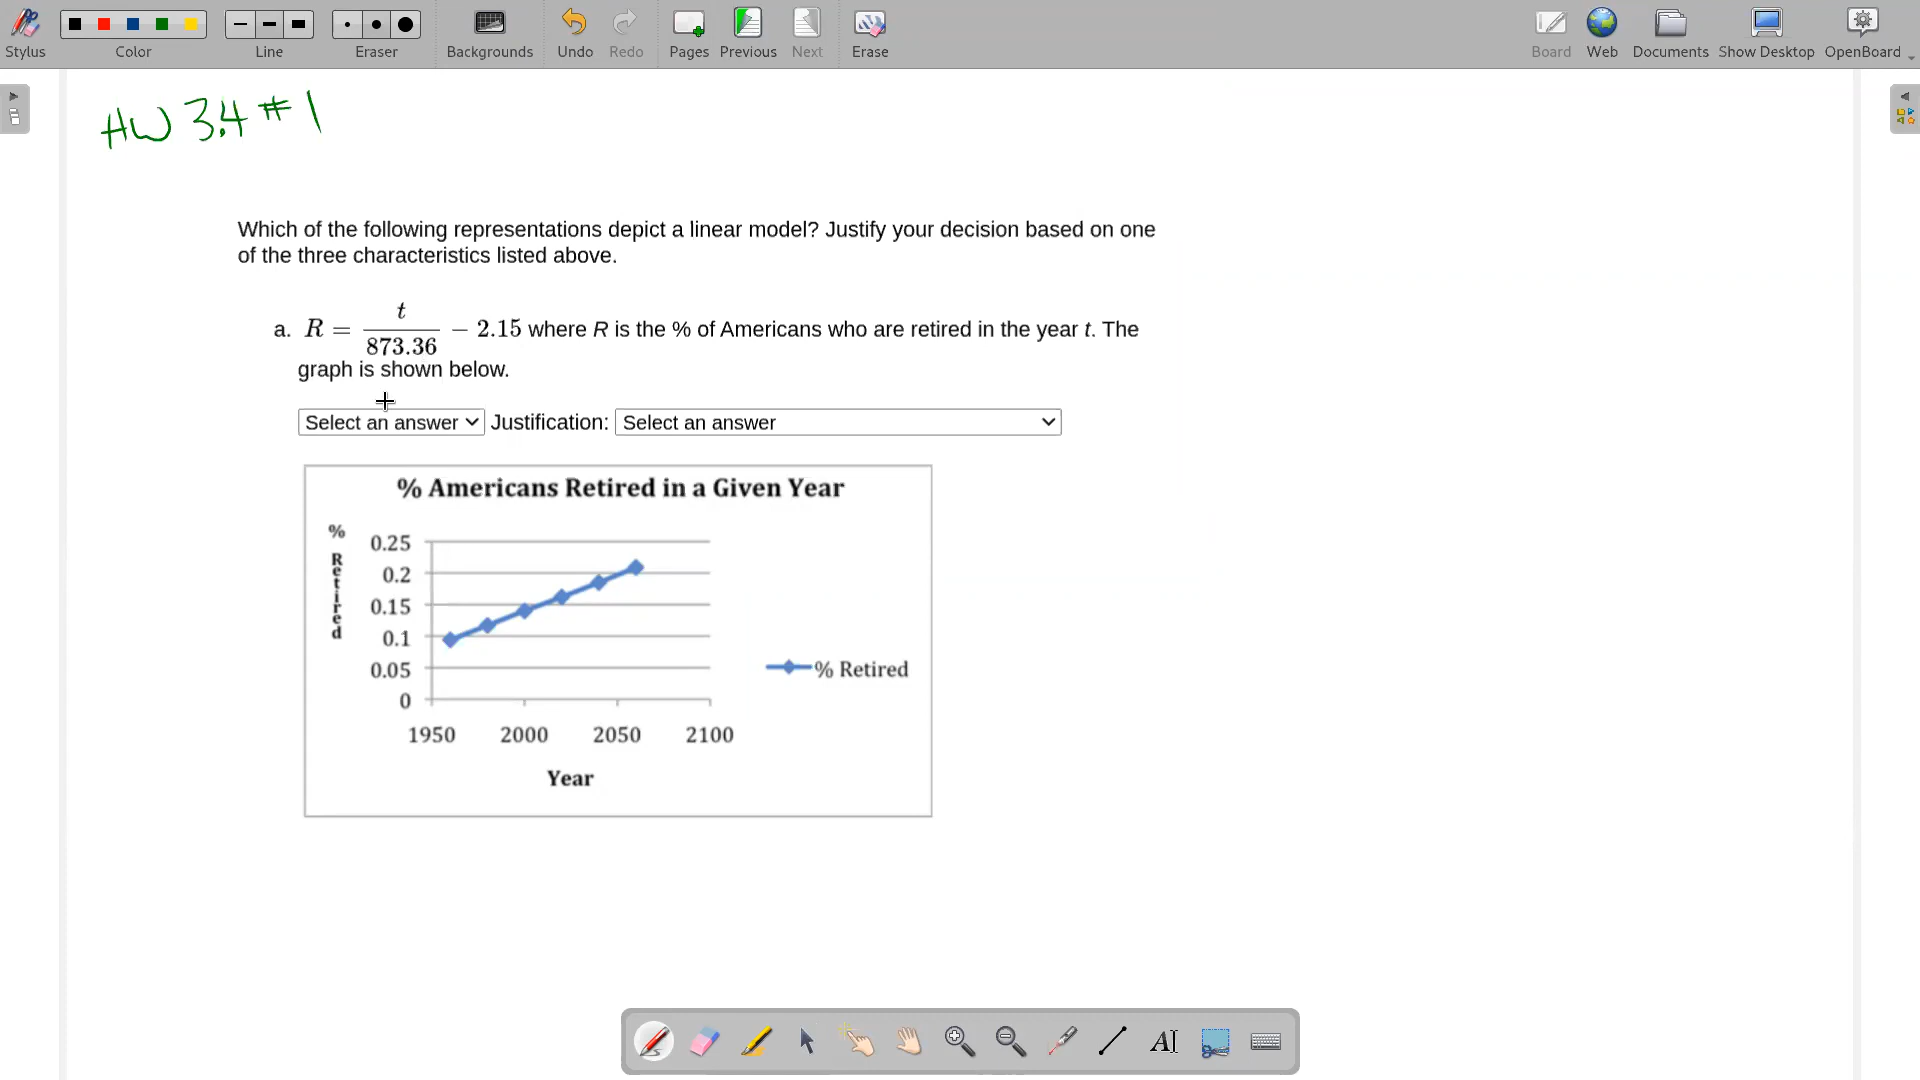 Stylus Color Line Eraser Backgrounds Undo Redo Pages Previous Next Erase Board Web Documents Show Desktop OpenBoard
HW 3.4 # 1
Which of the following representations depict a linear model? Justify your decision based on one
of the three characteristics listed above.
a. R = t/873.36 − 2.15 where R is the % of Americans who are retired in the year t. The
graph is shown below.
Select an answer Justification: Select an answer
% Americans Retired in a Given Year
% Retired
0.25
0.2
0.15
0.1
0.05
0
1950 2000 2050 2100
Year
% Retired
AI